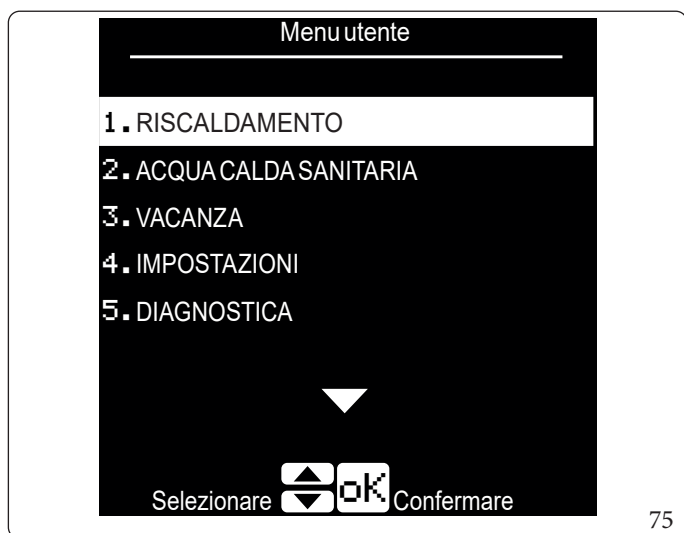 Menu utente
1. RISCALDAMENTO
2. ACQUA CALDA SANITARIA
3. VACANZA
4. IMPOSTAZIONI
5. DIAGNOSTICA
Selezionare oK Confermare
75